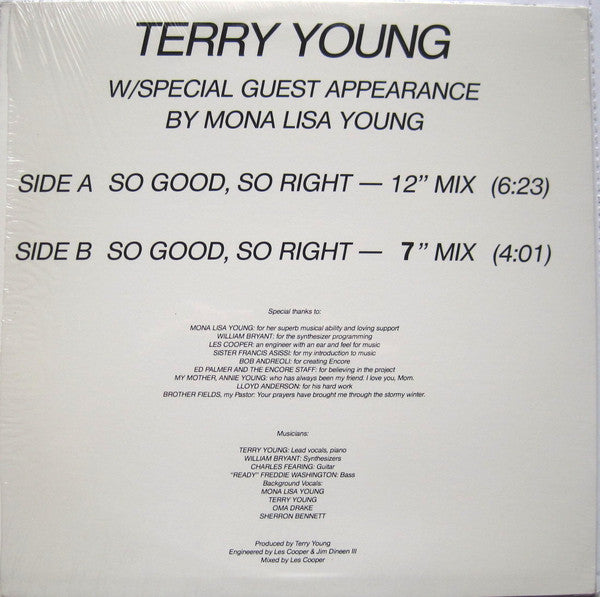 TERRY YOUNG
W/SPECIAL GUEST APPEARANCE
BY MONA LISA YOUNG
SIDE A SO GOOD, SO RIGHT — 12” MIX (6:23)
SIDE B SO GOOD, SO RIGHT — 7” MIX (4:01)
Special thanks to:
MONA LISA YOUNG: for her superb musical ability and loving support
WILLIAM BRYANT: for the synthesizer programming
LES COOPER: an engineer with an ear and feel for music
SISTER FRANCIS ASISSI: for my introduction to music
BOB ANDREOLI: for creating Encore
ED PALMER AND THE ENCORE STAFF: for believing in the project
MY MOTHER, ANNIE YOUNG: who has always been my friend. I love you, Mom.
LLOYD ANDERSON: for his hard work
BROTHER FIELDS, my Pastor: Your prayers have brought me through the stormy winter.
Musicians:
TERRY YOUNG: Lead vocals, piano
WILLIAM BRYANT: Synthesizers
CHARLES FEARING: Guitar
“READY” FREDDIE WASHINGTON: Bass
Background Vocals:
MONA LISA YOUNG
TERRY YOUNG
OMA DRAKE
SHERRON BENNETT
Produced by Terry Young
Engineered by Les Cooper & Jim Dineen III
Mixed by Les Cooper